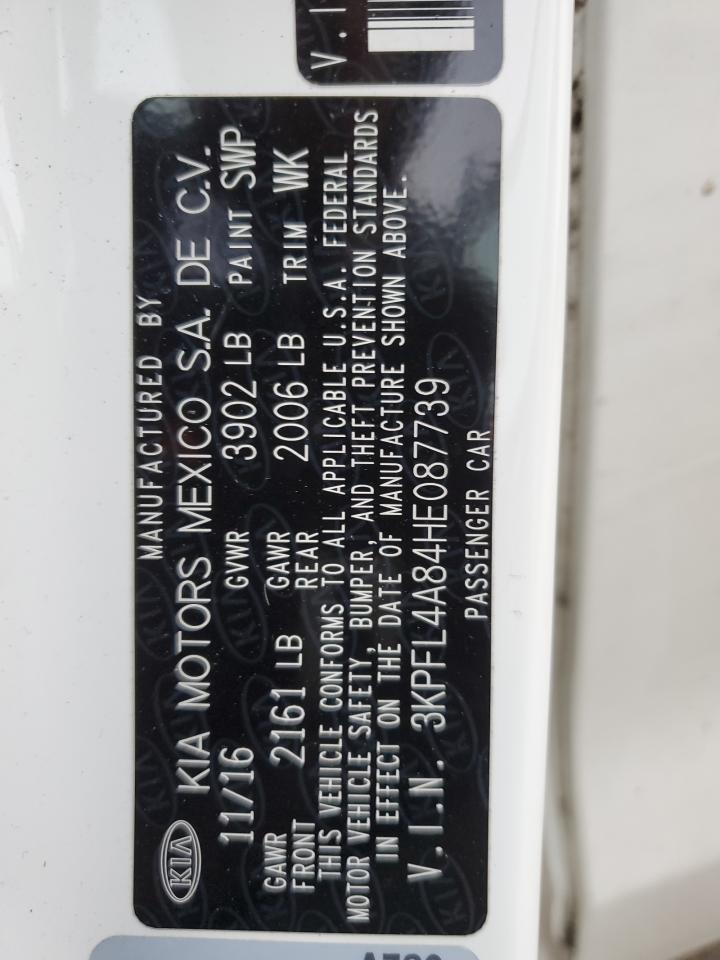 V.I
MANUFACTURED BY
KIA KIA MOTORS MEXICO S.A. DE C.V.
11/16 GVWR 3902 LB PAINT SWP
GAWR FRONT 2161 LB GAWR REAR 2006 LB TRIM WK
THIS VEHICLE CONFORMS TO ALL APPLICABLE U.S.A. FEDERAL
MOTOR VEHICLE SAFETY, BUMPER, AND THEFT PREVENTION STANDARDS
IN EFFECT ON THE DATE OF MANUFACTURE SHOWN ABOVE.
V.I.N. 3KPFL4A84HE087739
PASSENGER CAR